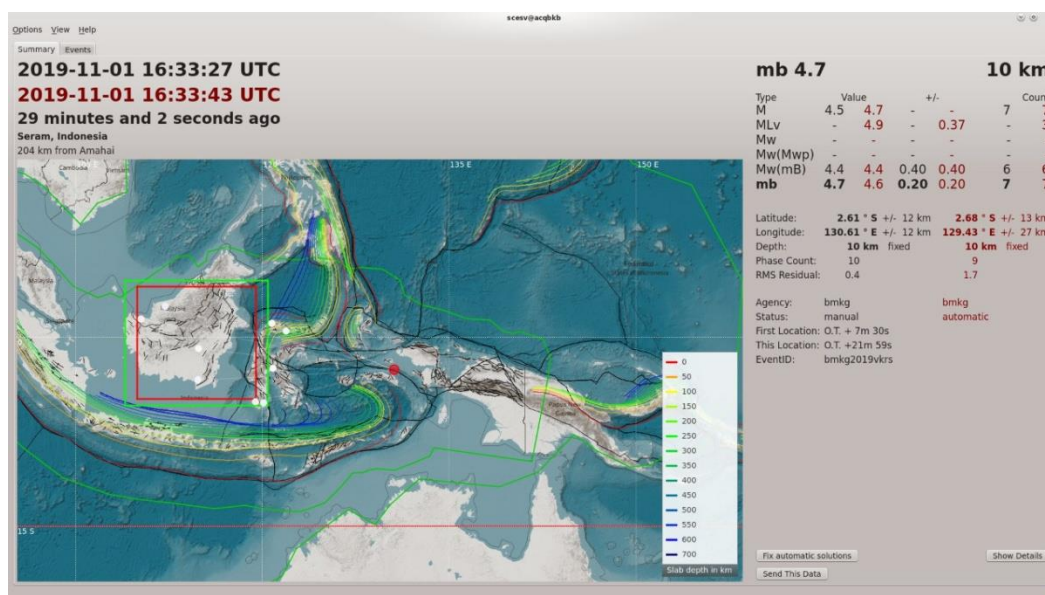 scesv@acqbkb
Options View Help
Summary Events
2019-11-01 16:33:27 UTC
2019-11-01 16:33:43 UTC
29 minutes and 2 seconds ago
Seram, Indonesia
204 km from Amahai
Cambodia
135 E
150 E
Malaysia
15 S
0
50
100
150
200
250
300
350
400
450
500
550
600
700
Slab depth in km
mb 4.7 10 km
Type Value +/- Coun
M 4.5 4.7 - - 7
MLv - 4.9 - 0.37 -
Mw - - - - -
Mw(Mwp) - - - - -
Mw(mB) 4.4 4.4 0.40 0.40 6
mb 4.7 4.6 0.20 0.20 7
Latitude: 2.61 ° S +/- 12 km 2.68 ° S +/- 13 km
Longitude: 130.61 ° E +/- 12 km 129.43 ° E +/- 27 km
Depth: 10 km fixed 10 km fixed
Phase Count: 10 9
RMS Residual: 0.4 1.7
Agency: bmkg bmkg
Status: manual automatic
First Location: O.T. + 7m 30s
This Location: O.T. +21m 59s
EventID: bmkg2019vkrs
Fix automatic solutions Show Details
Send This Data